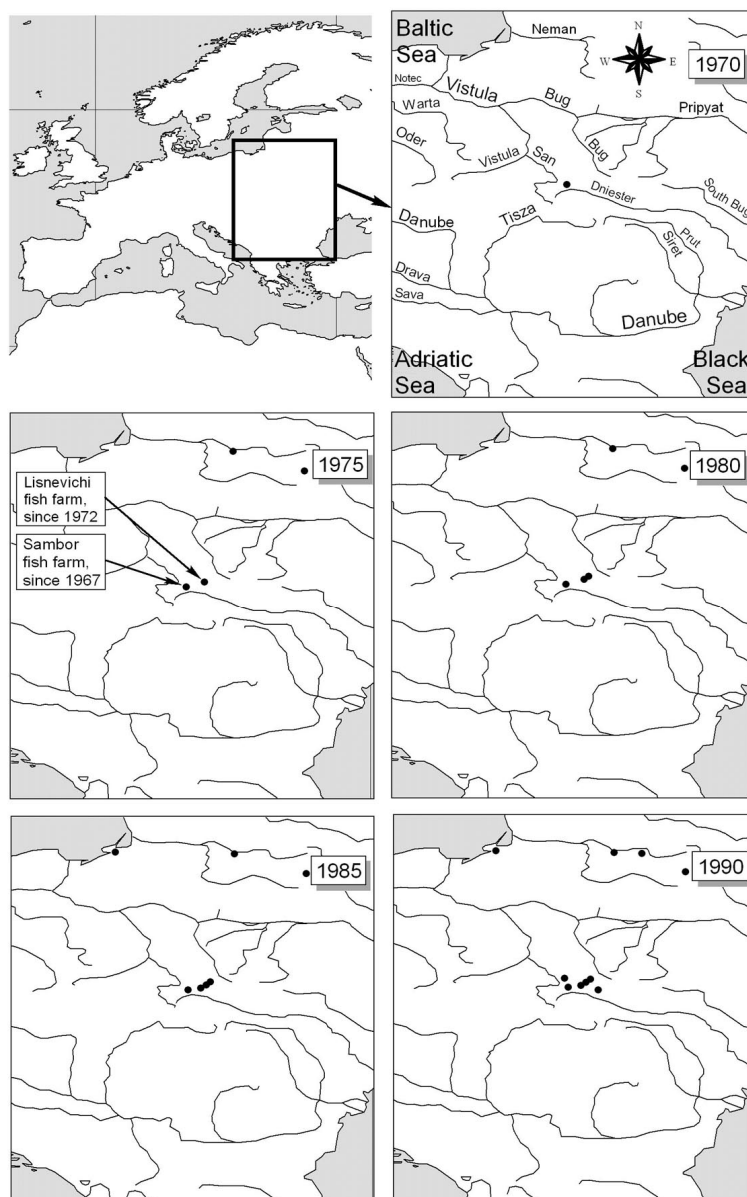 Baltic
Sea
Neman
N
W
E
S
1970
Notec
Vistula
Bug
Pripyat
Warta
Oder
Vistula
San
Bug
Dniester
South Bug
Danube
Tisza
Prut
Siret
Drava
Sava
Danube
Adriatic
Sea
Black
Sea
1975
Lisnevichi
fish farm,
since 1972
Sambor
fish farm,
since 1967
1980
1985
1990